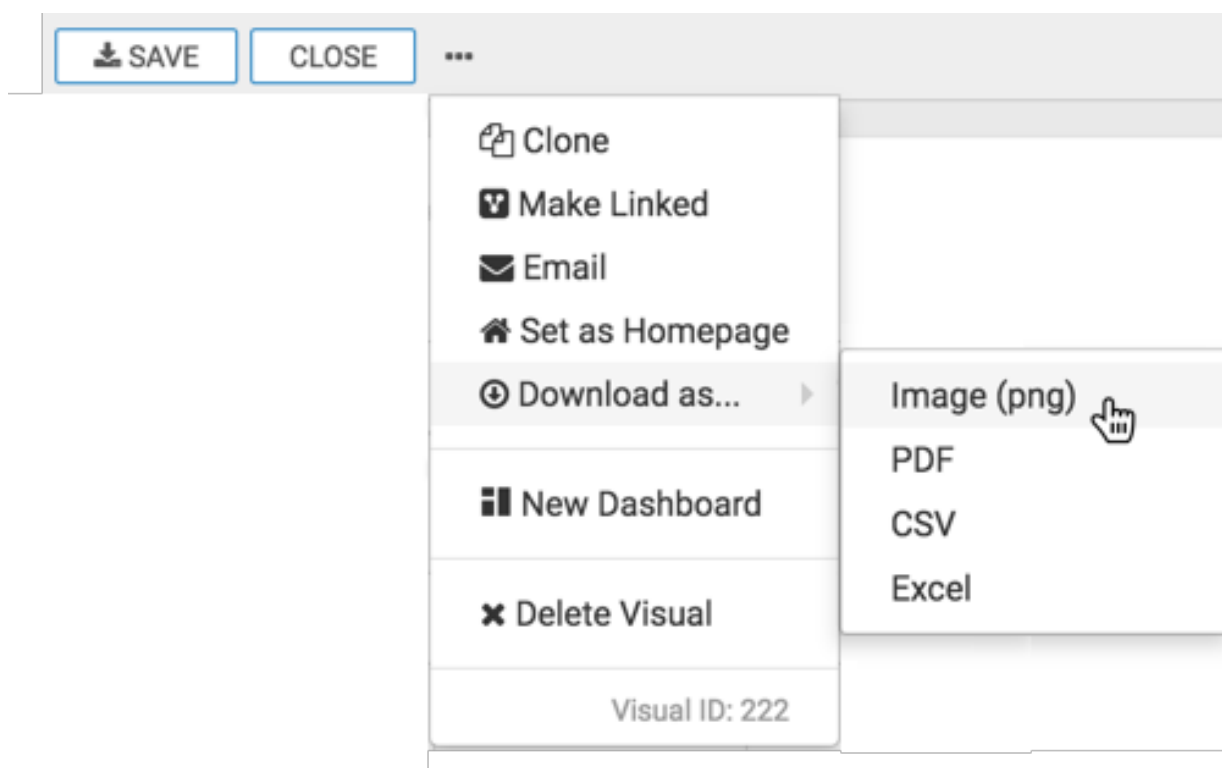 SAVE CLOSE ...
Clone
Make Linked
Email
Set as Homepage
Download as...
Image (png)
PDF
CSV
New Dashboard
Excel
Delete Visual
Visual ID: 222